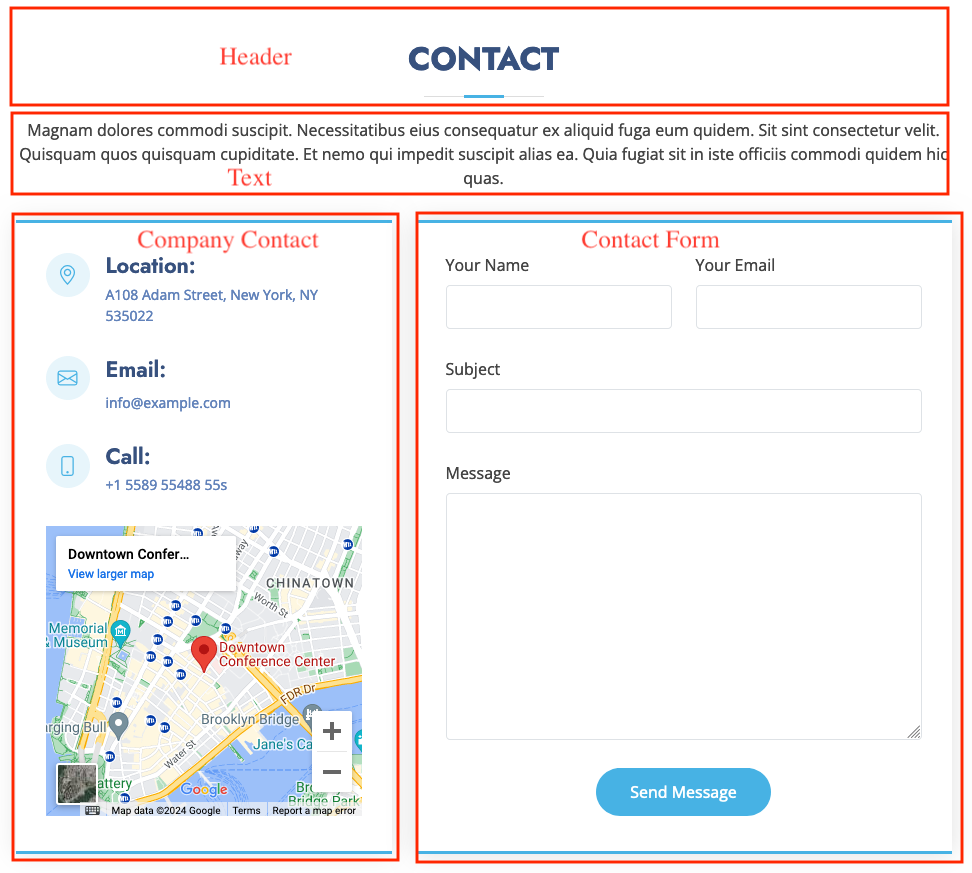 Header
CONTACT
Magnam dolores commodi suscipit. Necessitatibus eius consequatur ex aliquid fuga eum quidem. Sit sint consectetur velit.
Quisquam quos quisquam cupiditate. Et nemo qui impedit suscipit alias ea. Quia fugiat sit in iste officiis commodi quidem hic
quas.
Text
Company Contact
Location:
A108 Adam Street, New York, NY
535022
Email:
info@example.com
Call:
+1 5589 55488 55s
Downtown Confer...
View larger map
CHINATOWN
Worth St
Memorial
& Museum
Downtown
Conference Center
FDR Dr
Brooklyn Bridge
arging Bull
Jane's Ca
Water St
attery
Google
Bro
Bridge Park
Map data ©2024 Google
Terms
Report a map error
Contact Form
Your Name
Your Email
Subject
Message
Send Message